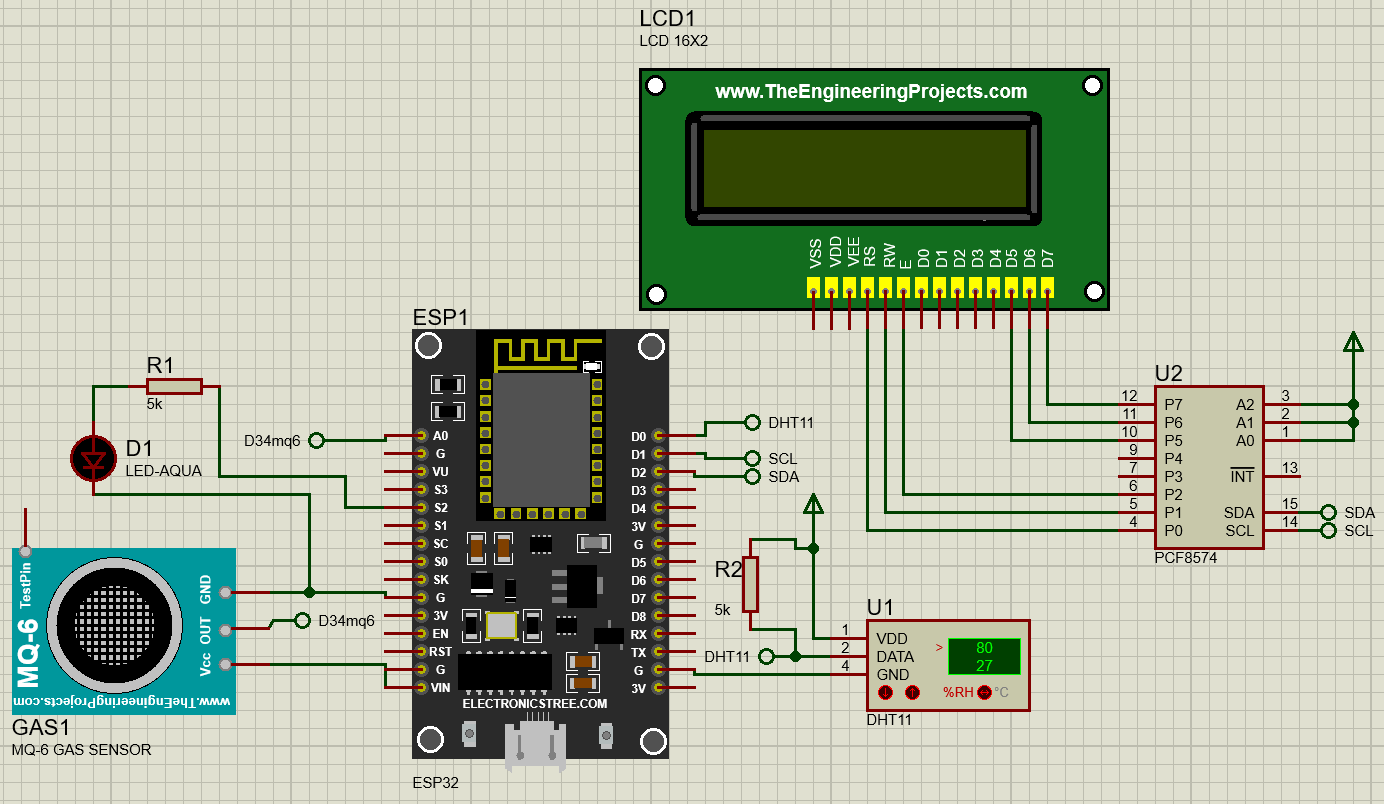 LCD1
LCD 16X2
www.TheEngineeringProjects.com
VSS VDD VEE RS RW E D0 D1 D2 D3 D4 D5 D6 D7
ESP1
A0 D0
G D1
VU D2
S3 D3
S2 D4
S1 3V
SC G
S0 D5
SK D6
G D7
3V D8
EN RX
RST TX
G G
VIN 3V
ELECTRONICSTREE.COM
ESP32
R1
5k
D34mq6
D1
LED-AQUA
DHT11
SCL
SDA
TestPin
MQ-6
GND
OUT
Vcc
D34mq6
www.TheEngineeringProjects.com
GAS1
MQ-6 GAS SENSOR
R2
5k
DHT11
U1
1 VDD
2 DATA
4 GND
> 80
27
%RH °C
DHT11
U2
12 P7 A2 3
11 P6 A1 2
10 P5 A0 1
9 P4
7 P3 INT 13
6 P2
5 P1 SDA 15 SDA
4 P0 SCL 14 SCL
PCF8574